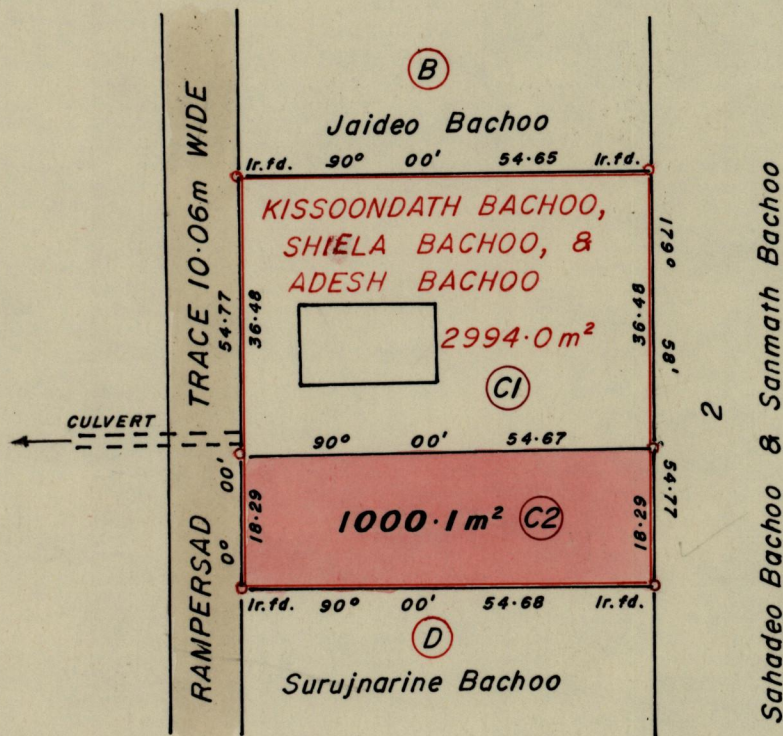 B
Jaideo Bachoo
Ir.fd. 90° 00' 54.65 Ir.fd.
KISSOONDATH BACHOO,
SHIELA BACHOO, &
ADESH BACHOO
2994.0 m²
C1
RAMPERSAD TRACE 10.06m WIDE
54.77
0° 00'
36.48
36.48
179° 58'
54.77
CULVERT
90° 00' 54.67
18.29
1000.1m² C2
18.29
2
Sahadeo Bachoo & Sanmath Bachoo
Ir.fd. 90° 00' 54.68 Ir.fd.
D
Surujnarine Bachoo